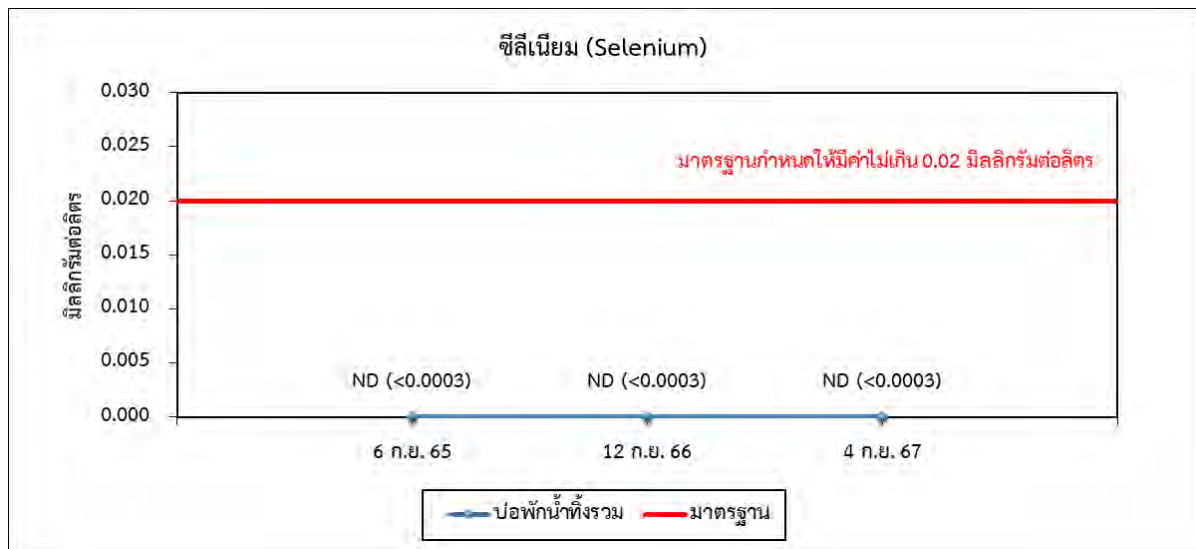 ซีลีเนียม (Selenium)
0.030
0.025
มาตรฐานกำหนดให้มีค่าไม่เกิน 0.02 มิลลิกรัมต่อลิตร
0.020
มิลลิกรัมต่อลิตร
0.015
0.010
0.005
ND (<0.0003) ND (<0.0003) ND (<0.0003)
0.000
6 ก.ย. 65 12 ก.ย. 66 4 ก.ย. 67
บ่อพักน้ำทิ้งรวม มาตรฐาน